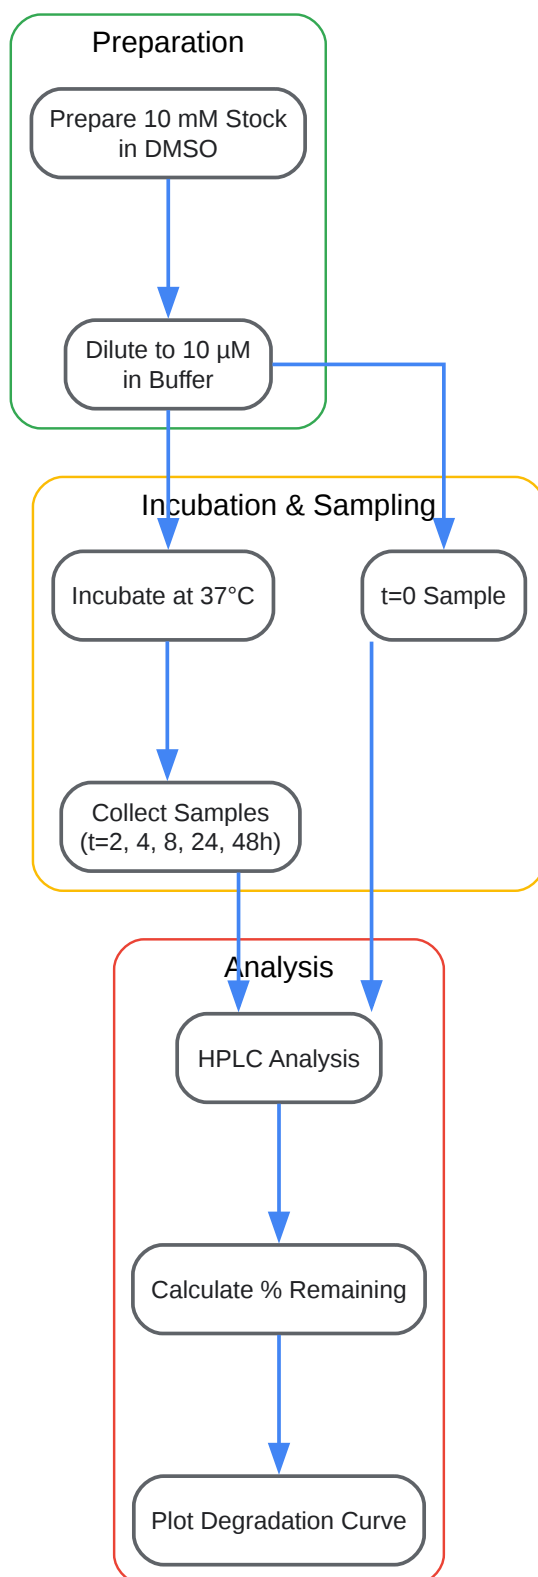 Preparation
Prepare 10 mM Stock
in DMSO
Dilute to 10 µM
in Buffer
Incubation & Sampling
Incubate at 37°C
t=0 Sample
Collect Samples
(t=2, 4, 8, 24, 48h)
Analysis
HPLC Analysis
Calculate % Remaining
Plot Degradation Curve